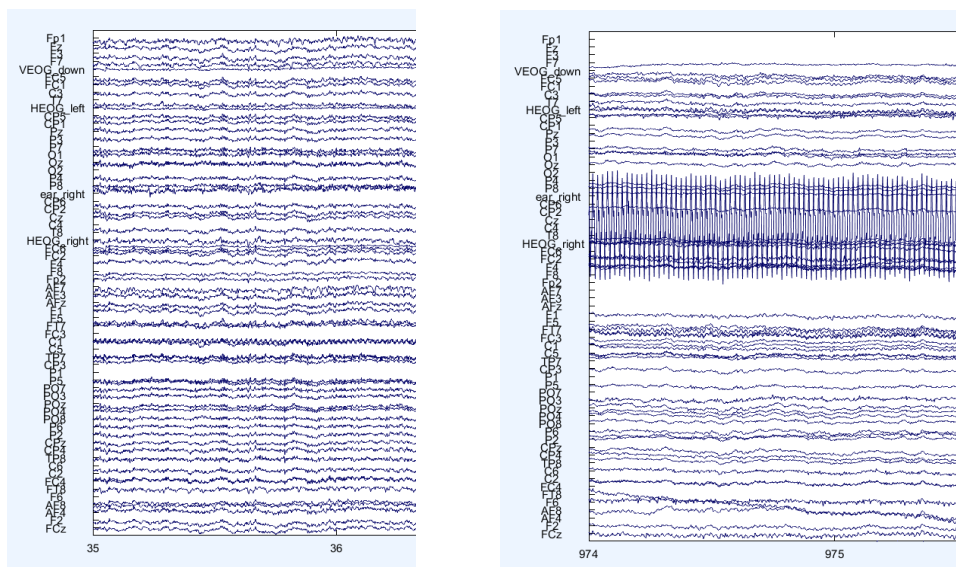 Fp1
Fz
F3
F7
VEOG_down
FC5
FC1
C3
T7
HEOG_left
CP5
CP1
Pz
P3
P7
O1
Oz
O2
P4
P8
ear_right
CP6
CP2
Cz
C4
T8
HEOG_right
FC6
FC2
F4
F8
Fp2
AF7
AF3
AFz
F1
F5
FT7
FC3
C1
C5
TP7
CP3
P1
P5
PO7
PO3
POz
PO4
PO8
P6
P2
CPz
CP4
TP8
C6
C2
FC4
FT8
F6
AF8
AF4
F2
FCz
35 36
Fp1
Fz
F3
F7
VEOG_down
FC5
FC1
C3
T7
HEOG_left
CP5
CP1
Pz
P3
P7
O1
Oz
O2
P4
P8
ear_right
CP6
CP2
Cz
C4
T8
HEOG_right
FC6
FC2
F4
F8
Fp2
AF7
AF3
AFz
F1
F5
FT7
FC3
C1
C5
TP7
CP3
P1
P5
PO7
PO3
POz
PO4
PO8
P6
P2
CPz
CP4
TP8
C6
C2
FC4
FT8
F6
AF8
AF4
F2
FCz
974 975